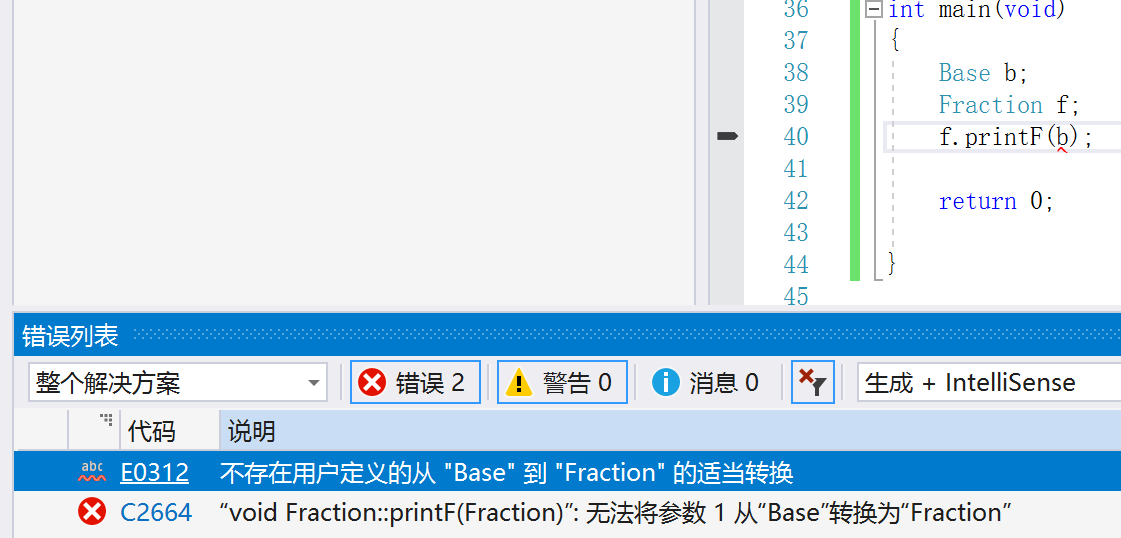 36 int main(void)
37 {
38 Base b;
39 Fraction f;
40 f.printF(b);
41
42 return 0;
43
44 }
45
错误列表
整个解决方案 错误 2 警告 0 消息 0 生成 + IntelliSense
代码 说明
abc E0312 不存在用户定义的从 "Base" 到 "Fraction" 的适当转换
C2664 “void Fraction::printF(Fraction)”: 无法将参数 1 从“Base”转换为“Fraction”